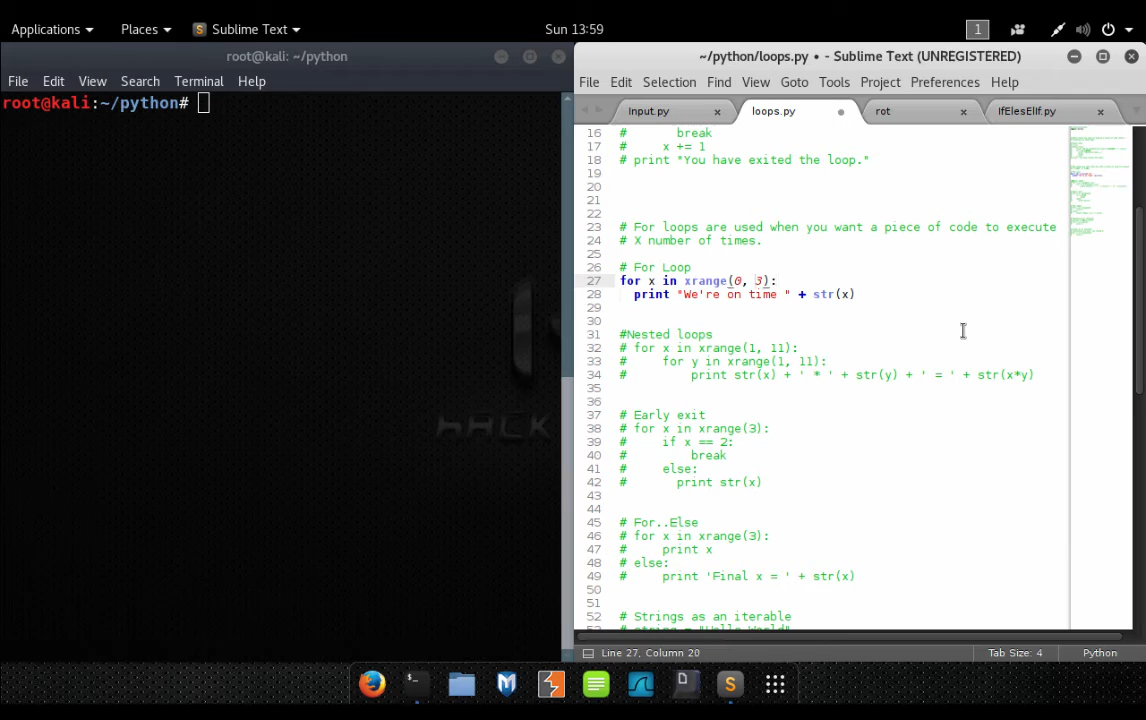 Applications Places Sublime Text Sun 13:59 1
root@kali: ~/python
File Edit View Search Terminal Help
root@kali:~/python#
HACK
~/python/loops.py • - Sublime Text (UNREGISTERED)
File Edit Selection Find View Goto Tools Project Preferences Help
Input.py loops.py rot IfElesElIf.py
16 # break
17 # x += 1
18 # print "You have exited the loop."
19
20
21
22
23 # For loops are used when you want a piece of code to execute
24 # X number of times.
25
26 # For Loop
27 for x in xrange(0, 3):
28 print "We're on time " + str(x)
29
30
31 #Nested loops
32 # for x in xrange(1, 11):
33 # for y in xrange(1, 11):
34 # print str(x) + ' * ' + str(y) + ' = ' + str(x*y)
35
36
37 # Early exit
38 # for x in xrange(3):
39 # if x == 2:
40 # break
41 # else:
42 # print str(x)
43
44
45 # For..Else
46 # for x in xrange(3):
47 # print x
48 # else:
49 # print 'Final x = ' + str(x)
50
51
52 # Strings as an iterable
53 # string = "Hello World"
Line 27, Column 20 Tab Size: 4 Python